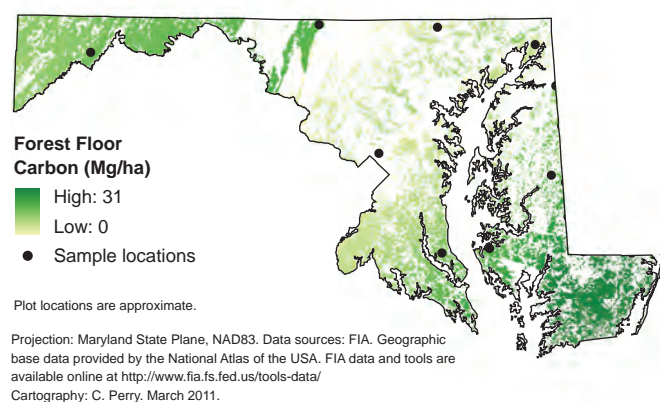 Forest Floor
Carbon (Mg/ha)
High: 31
Low: 0
Sample locations
Plot locations are approximate.
Projection: Maryland State Plane, NAD83. Data sources: FIA. Geographic
base data provided by the National Atlas of the USA. FIA data and tools are
available online at http://www.fia.fs.fed.us/tools-data/
Cartography: C. Perry. March 2011.